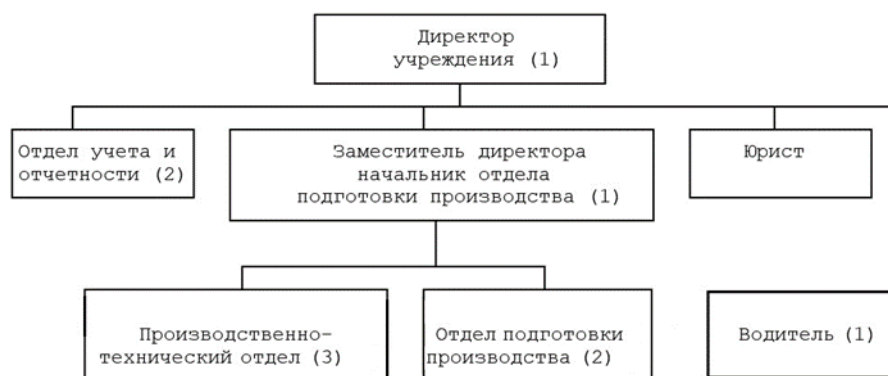 Директор
учреждения (1)
Отдел учета и
отчетности (2)
Заместитель директора
начальник отдела
подготовки производства (1)
Юрист
Производственно-
технический отдел (3)
Отдел подготовки
производства (2)
Водитель (1)